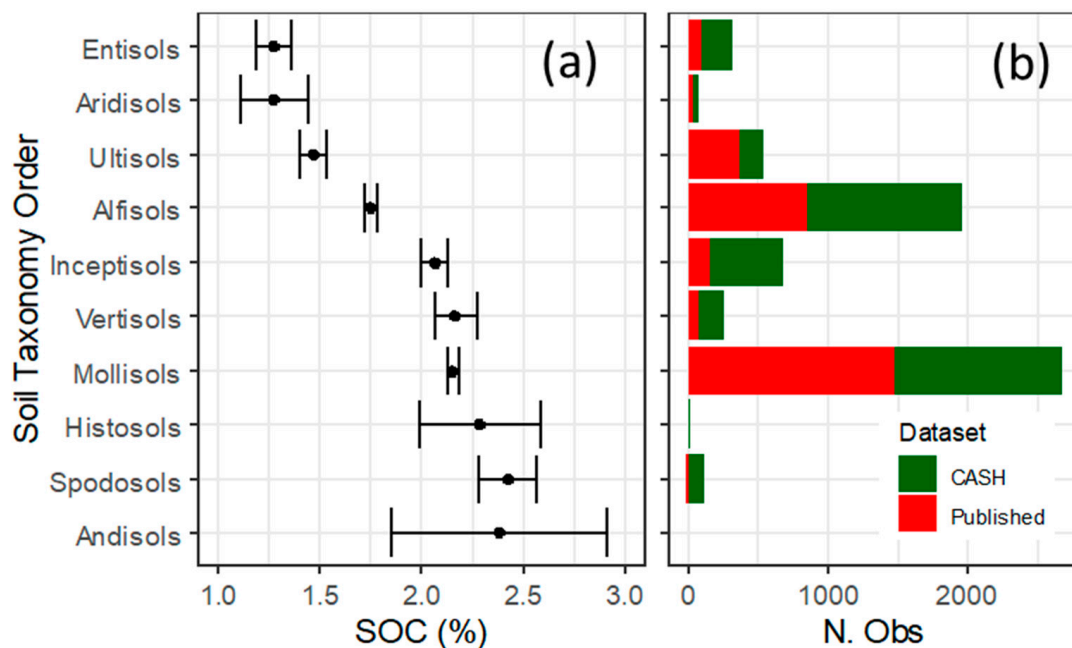 Soil Taxonomy Order
Entisols
Aridisols
Ultisols
Alfisols
Inceptisols
Vertisols
Mollisols
Histosols
Spodosols
Andisols
(a)
1.0 1.5 2.0 2.5 3.0
SOC (%)
(b)
Dataset
CASH
Published
0 1000 2000
N. Obs